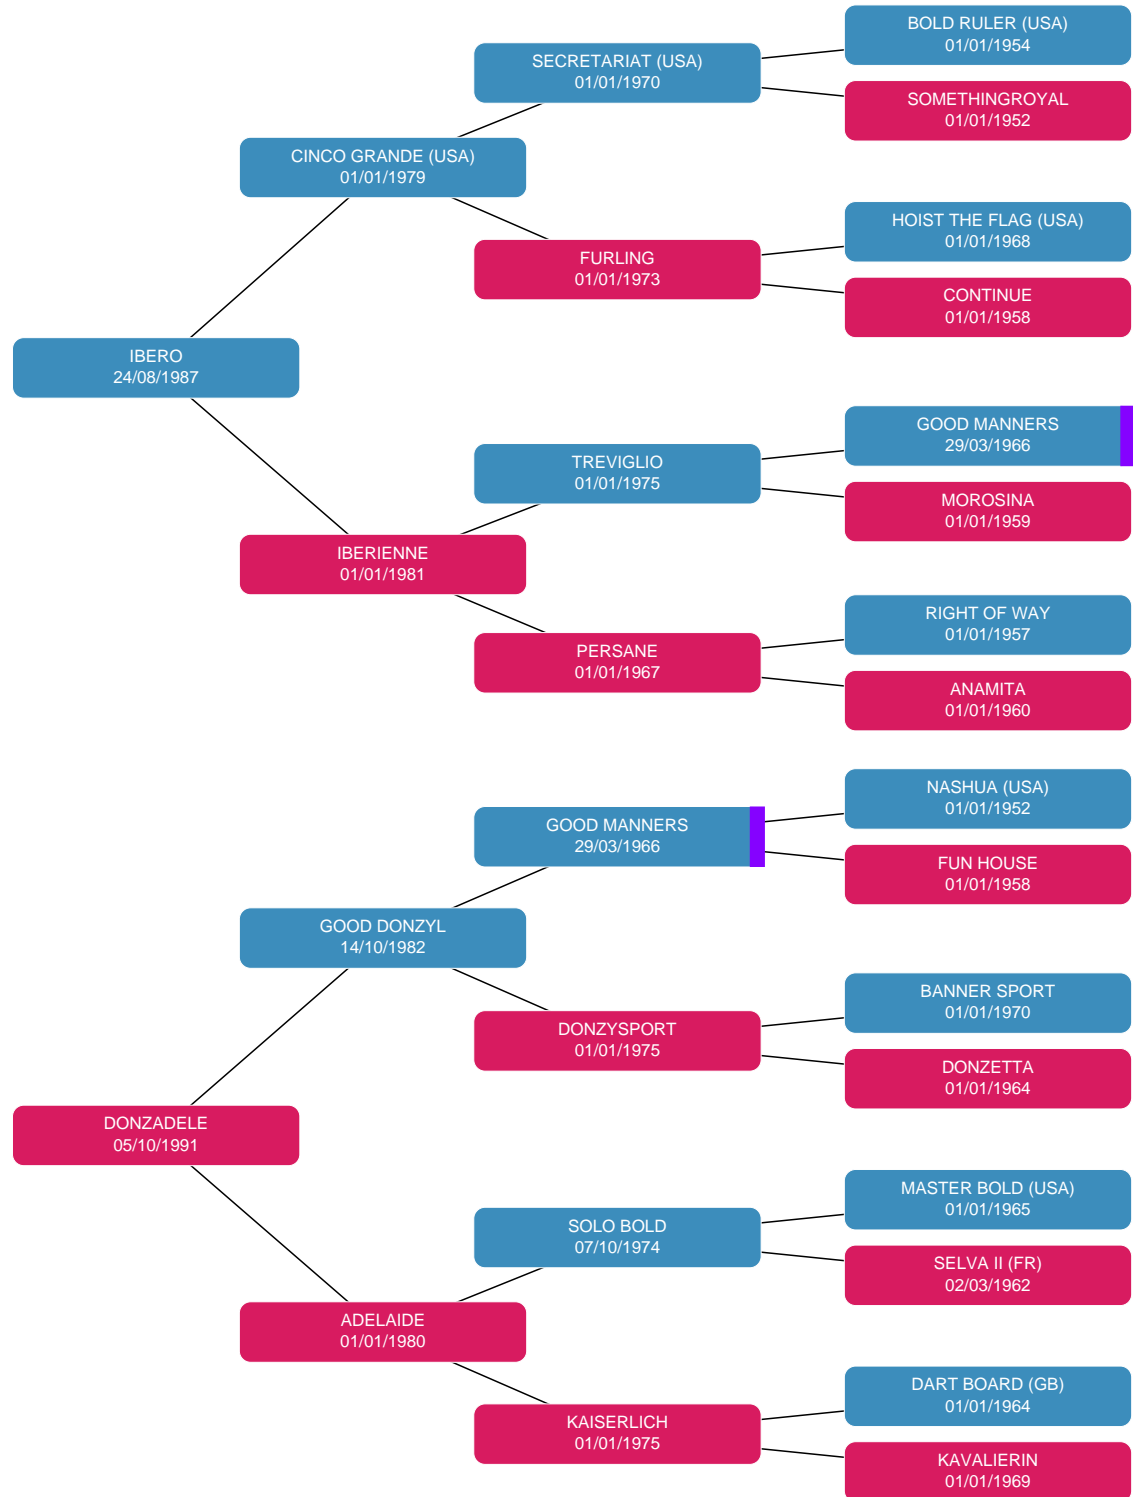 BOLD RULER (USA)
01/01/1954
SECRETARIAT (USA)
01/01/1970
SOMETHINGROYAL
01/01/1952
CINCO GRANDE (USA)
01/01/1979
HOIST THE FLAG (USA)
01/01/1968
FURLING
01/01/1973
CONTINUE
01/01/1958
IBERO
24/08/1987
GOOD MANNERS
29/03/1966
TREVIGLIO
01/01/1975
MOROSINA
01/01/1959
IBERIENNE
01/01/1981
RIGHT OF WAY
01/01/1957
PERSANE
01/01/1967
ANAMITA
01/01/1960
NASHUA (USA)
01/01/1952
GOOD MANNERS
29/03/1966
FUN HOUSE
01/01/1958
GOOD DONZYL
14/10/1982
BANNER SPORT
01/01/1970
DONZYSPORT
01/01/1975
DONZETTA
01/01/1964
DONZADELE
05/10/1991
MASTER BOLD (USA)
01/01/1965
SOLO BOLD
07/10/1974
SELVA II (FR)
02/03/1962
ADELAIDE
01/01/1980
DART BOARD (GB)
01/01/1964
KAISERLICH
01/01/1975
KAVALIERIN
01/01/1969